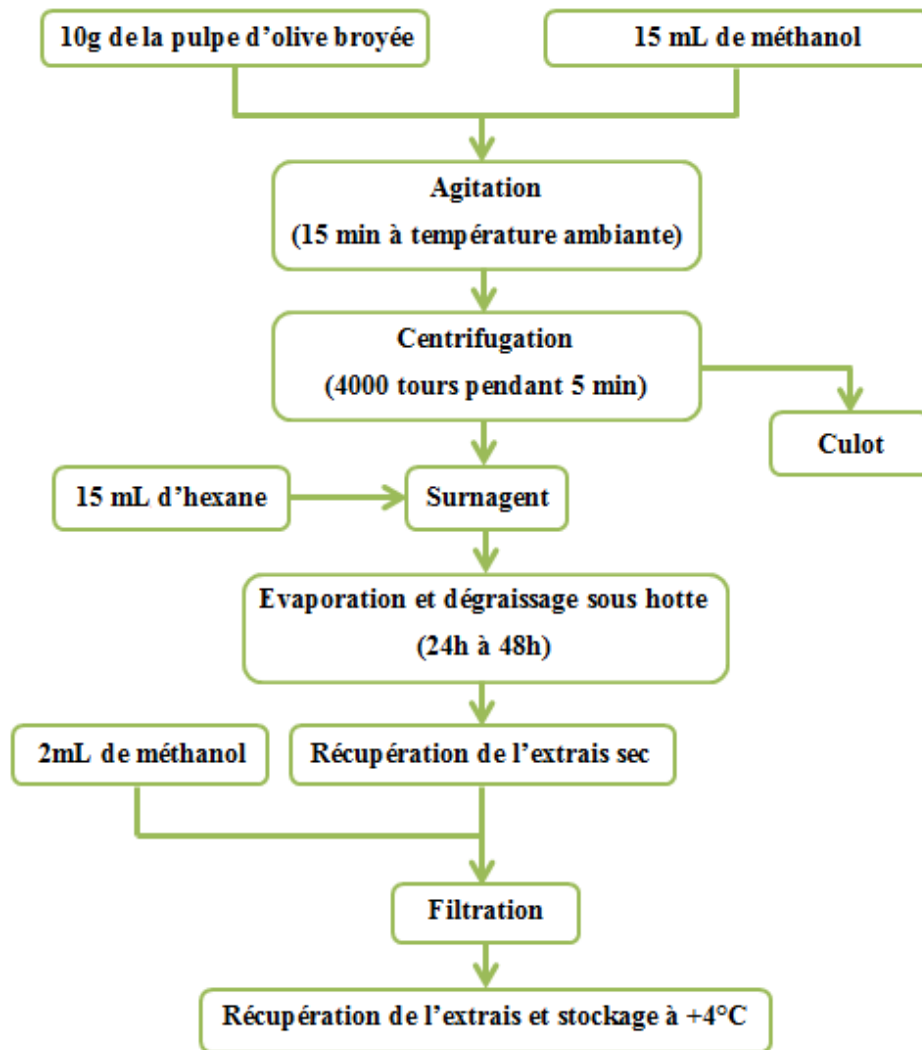 10g de la pulpe d'olive broyée
15 mL de méthanol
Agitation
(15 min à température ambiante)
Centrifugation
(4000 tours pendant 5 min)
Culot
15 mL d'hexane
Surnagent
Evaporation et dégraissage sous hotte
(24h à 48h)
2mL de méthanol
Récupération de l'extrais sec
Filtration
Récupération de l'extrais et stockage à +4°C